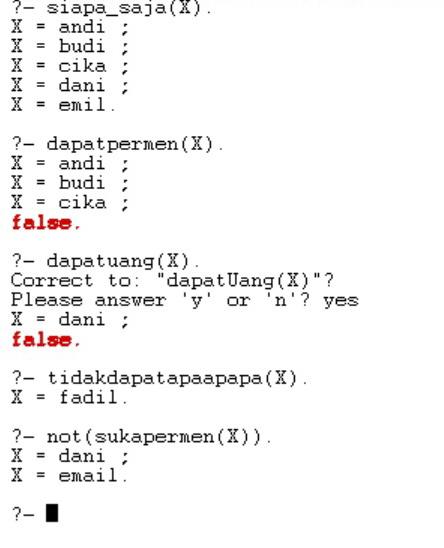 ?- siapa_saja(X).
X = andi ;
X = budi ;
X = cika ;
X = dani ;
X = emil.
?- dapatpermen(X).
X = andi ;
X = budi ;
X = cika ;
false.
?- dapatuang(X).
Correct to: "dapatUang(X)"?
Please answer 'y' or 'n'? yes
X = dani ;
false.
?- tidakdapatapaapapa(X).
X = fadil.
?- not(sukapermen(X)).
X = dani ;
X = email.
?-